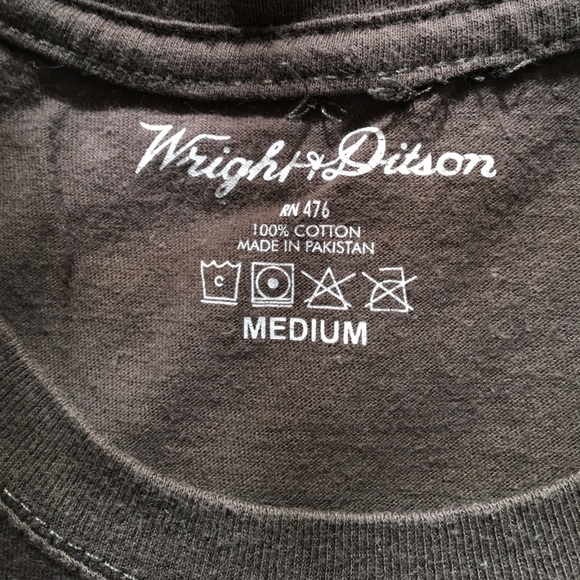 Wright & Ditson
RN 476
100% COTTON
MADE IN PAKISTAN
C
MEDIUM